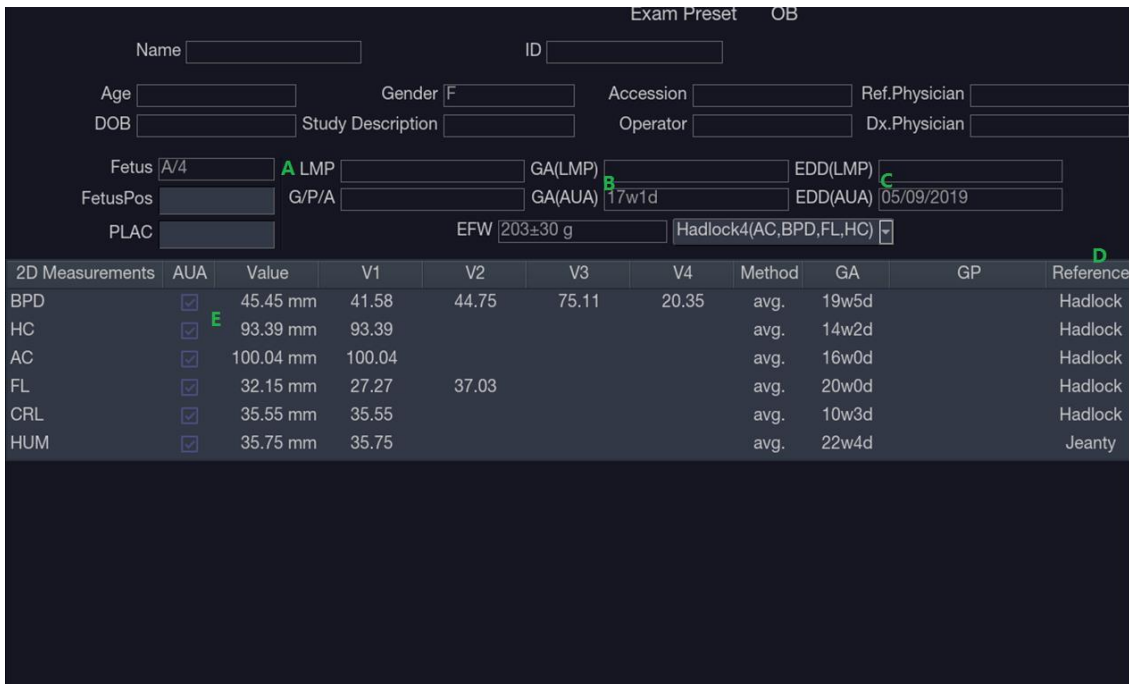 Exam Preset OB
Name ID
Age Gender F Accession Ref.Physician
DOB Study Description Operator Dx.Physician
Fetus A/4 A LMP GA(LMP) EDD(LMP)
B C
FetusPos G/P/A GA(AUA) 17w1d EDD(AUA) 05/09/2019
PLAC EFW 203±30 g Hadlock4(AC,BPD,FL,HC)
D
2D Measurements AUA Value V1 V2 V3 V4 Method GA GP Reference
BPD 45.45 mm 41.58 44.75 75.11 20.35 avg. 19w5d Hadlock
E
HC 93.39 mm 93.39 avg. 14w2d Hadlock
AC 100.04 mm 100.04 avg. 16w0d Hadlock
FL 32.15 mm 27.27 37.03 avg. 20w0d Hadlock
CRL 35.55 mm 35.55 avg. 10w3d Hadlock
HUM 35.75 mm 35.75 avg. 22w4d Jeanty